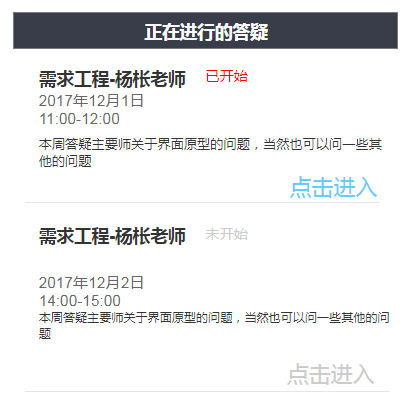 正在进行的答疑
需求工程-杨枨老师 已开始
2017年12月1日
11:00-12:00
本周答疑主要师关于界面原型的问题，当然也可以问一些其
他的问题
点击进入
需求工程-杨枨老师 未开始
2017年12月2日
14:00-15:00
本周答疑主要师关于界面原型的问题，当然也可以问一些其他的问
题
点击进入